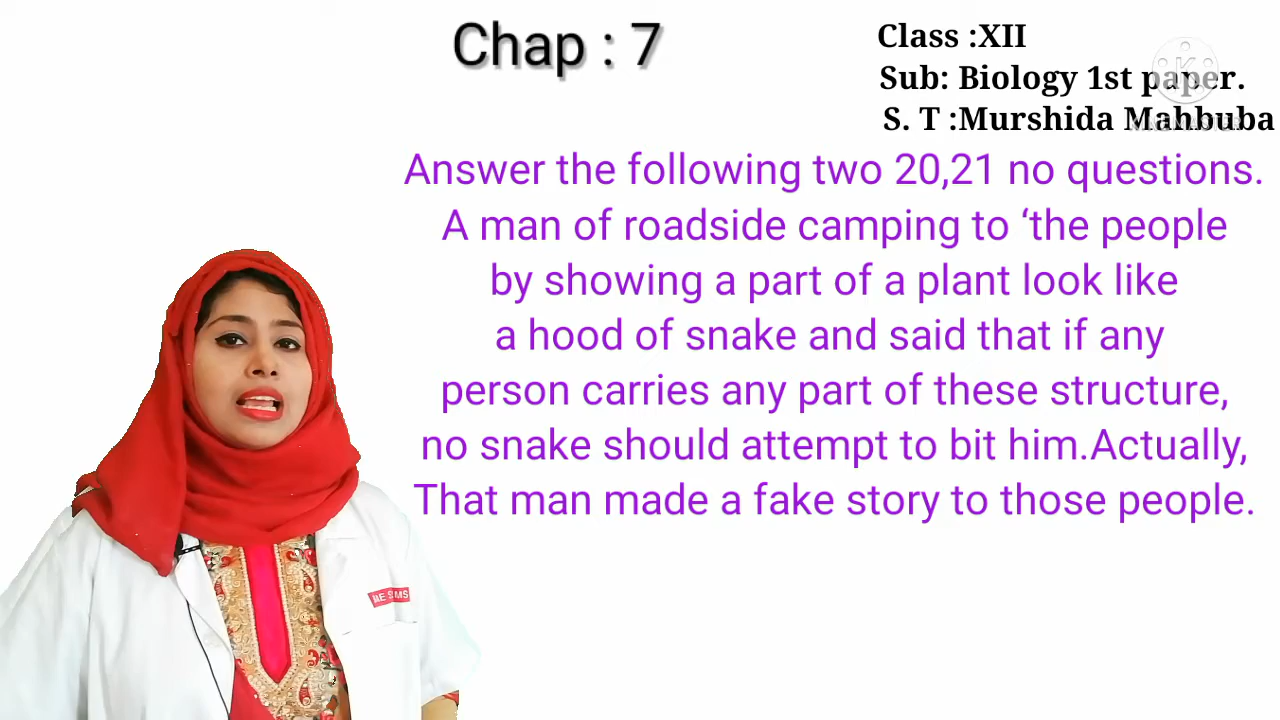 Chap : 7
Class :XII
Sub: Biology 1st paper.
S. T :Murshida Mahbuba
Answer the following two 20,21 no questions.
A man of roadside camping to ‘the people
by showing a part of a plant look like
a hood of snake and said that if any
person carries any part of these structure,
no snake should attempt to bit him.Actually,
That man made a fake story to those people.
KINEMASTER